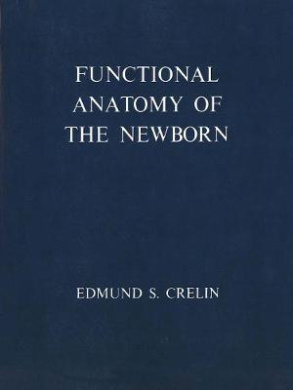 FUNCTIONAL
ANATOMY OF
THE NEWBORN
EDMUND S. CRELIN